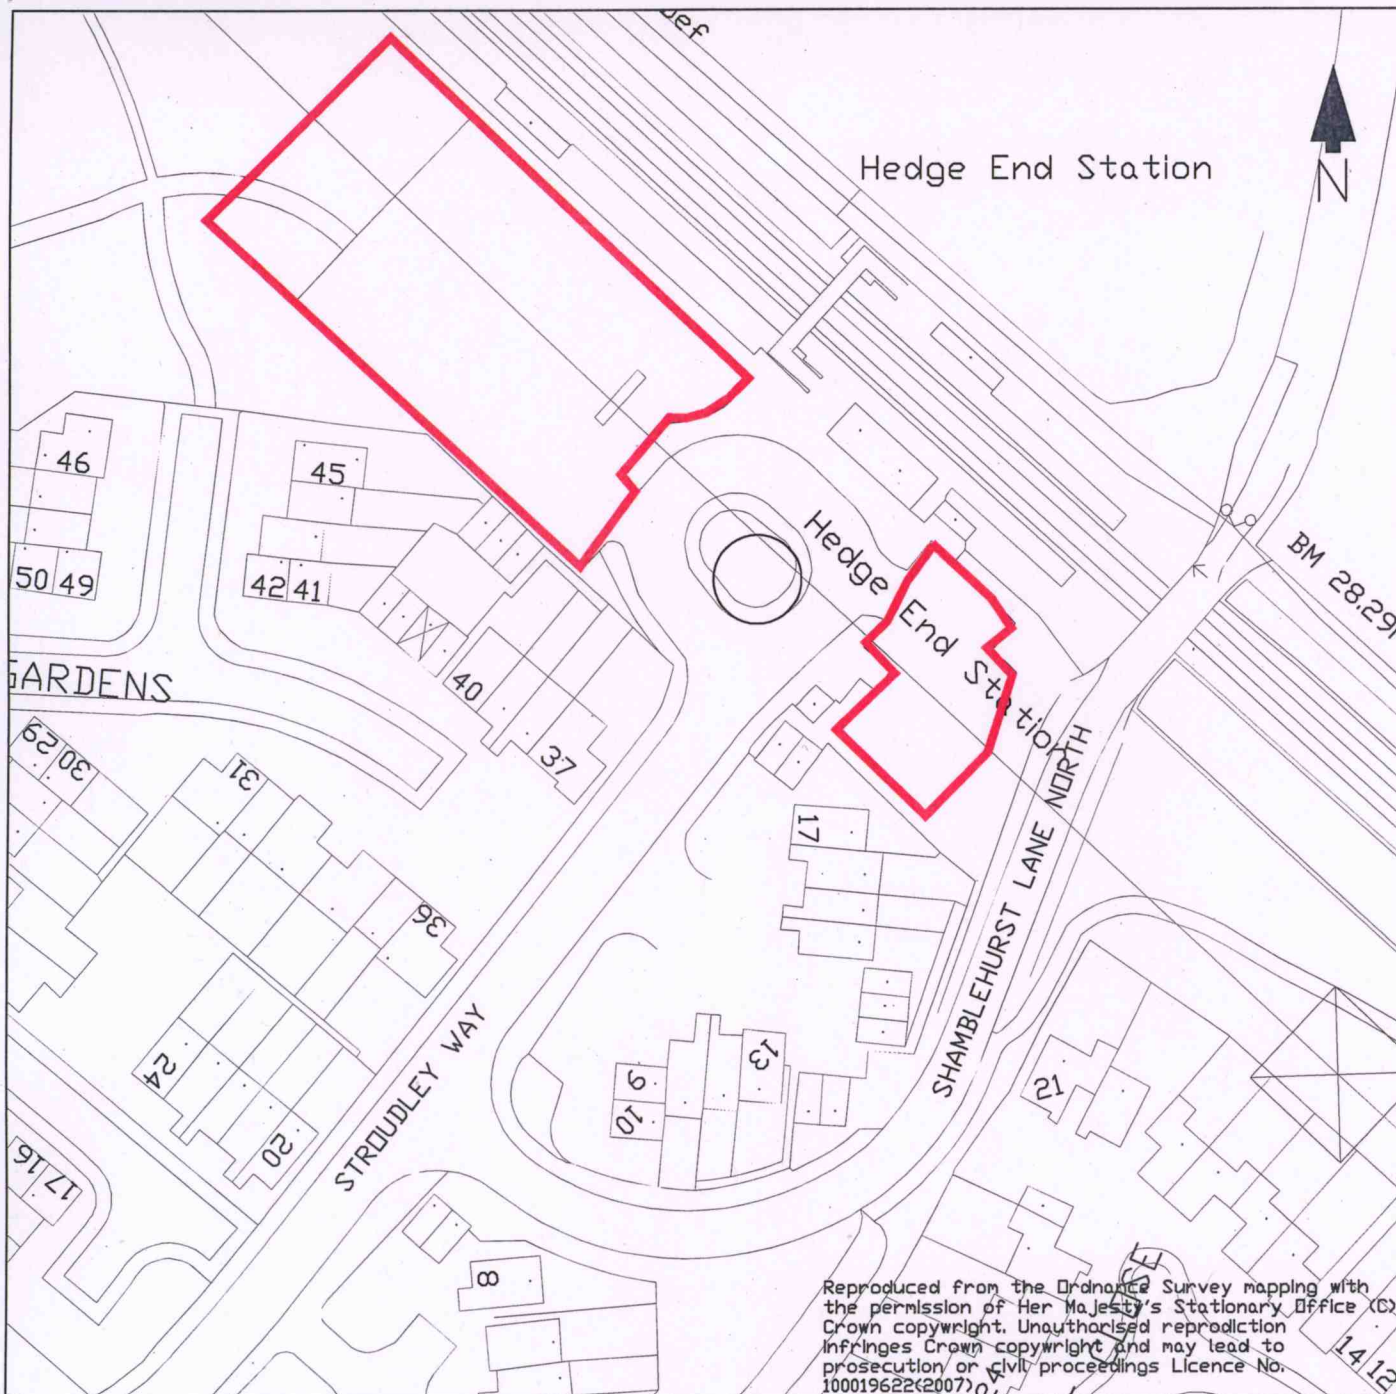 Def
Hedge End Station
N
46
45
50 49
42 41
40
37
GARDENS
Hedge End Station
BM 28.29
29
30
31
36
17
SHAMBLEHURST LANE NORTH
STROUDLEY WAY
24
20
9
10
13
21
17 16
8
CLOSE
24
14 12
Reproduced from the Ordnance Survey mapping with
the permission of Her Majesty's Stationary Office (C)
Crown copywright. Unauthorised reprodiction
infringes Crown copywright and may lead to
prosecution or civil proceedings Licence No.
100019622(2007)